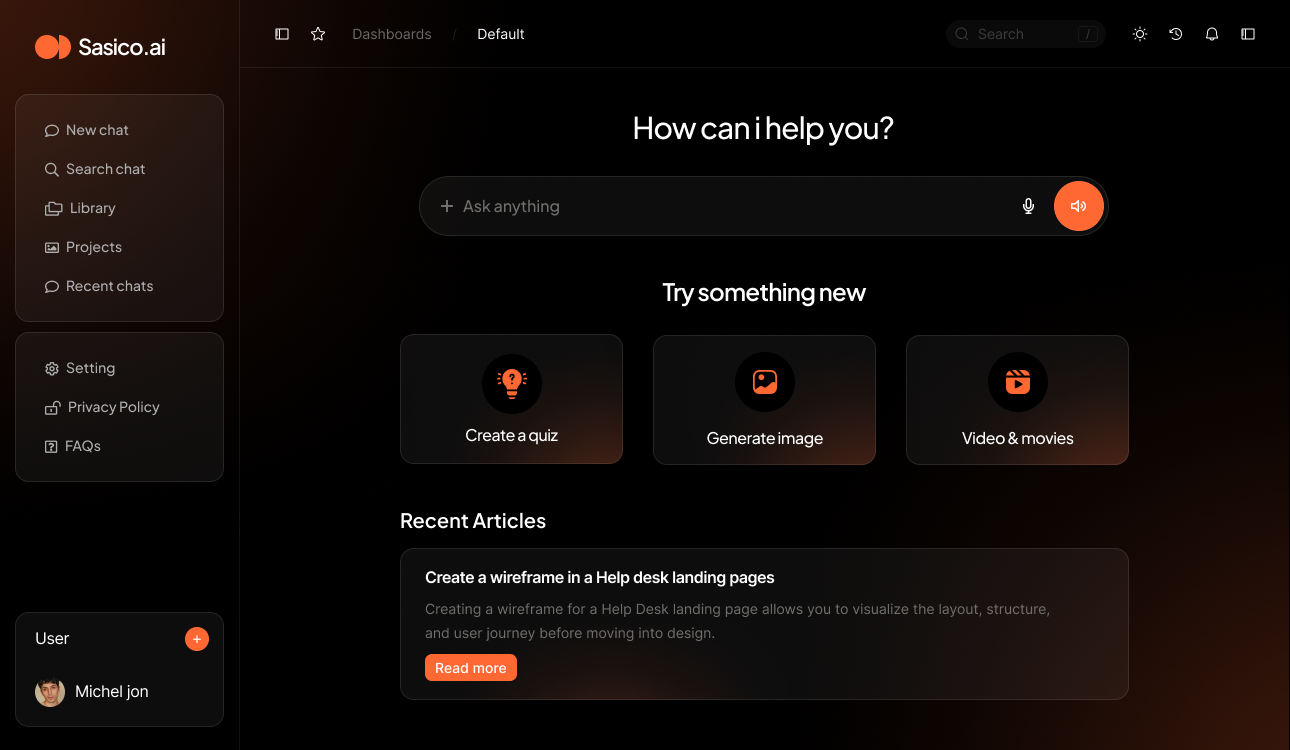 Sasico.ai
New chat
Search chat
Library
Projects
Recent chats
Setting
Privacy Policy
FAQs
User
Michel jon
Dashboards / Default
Search /
How can i help you?
Ask anything
Try something new
Create a quiz
Generate image
Video & movies
Recent Articles
Create a wireframe in a Help desk landing pages
Creating a wireframe for a Help Desk landing page allows you to visualize the layout, structure,
and user journey before moving into design.
Read more